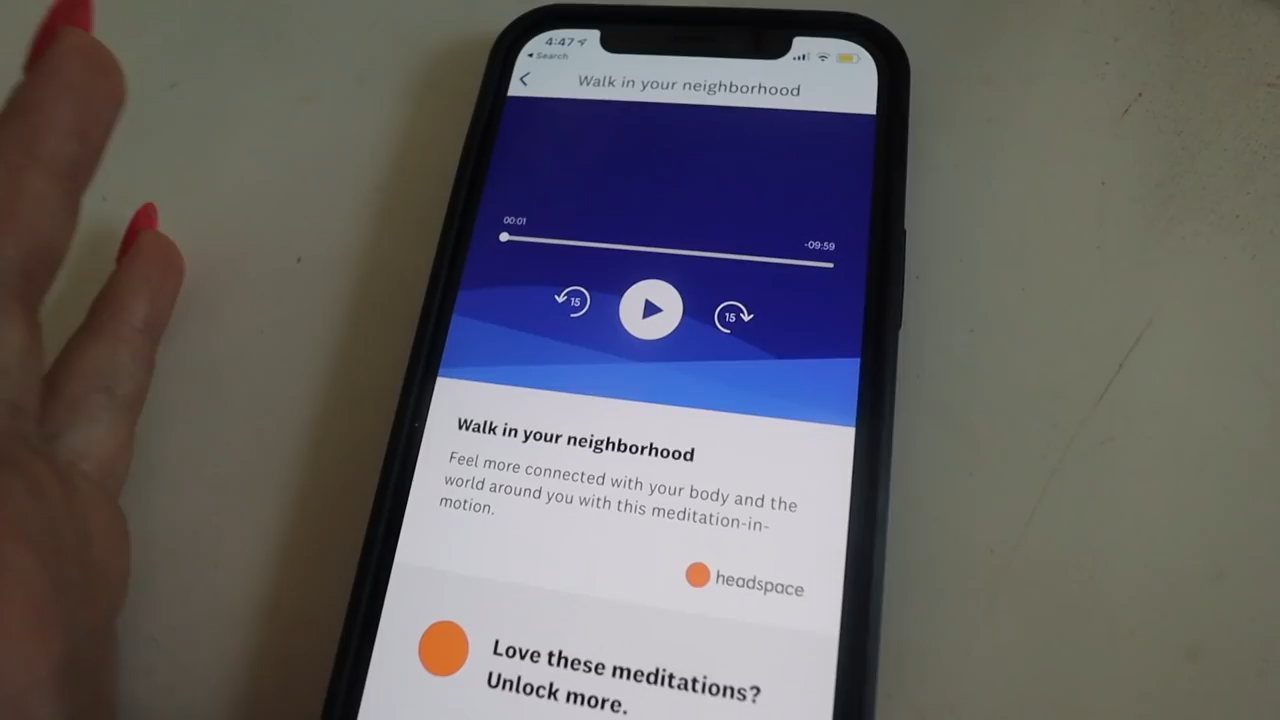 4:47
Search
Walk in your neighborhood
00:01
-09:59
15
15
Walk in your neighborhood
Feel more connected with your body and the
world around you with this meditation-in-
motion.
headspace
Love these meditations?
Unlock more.